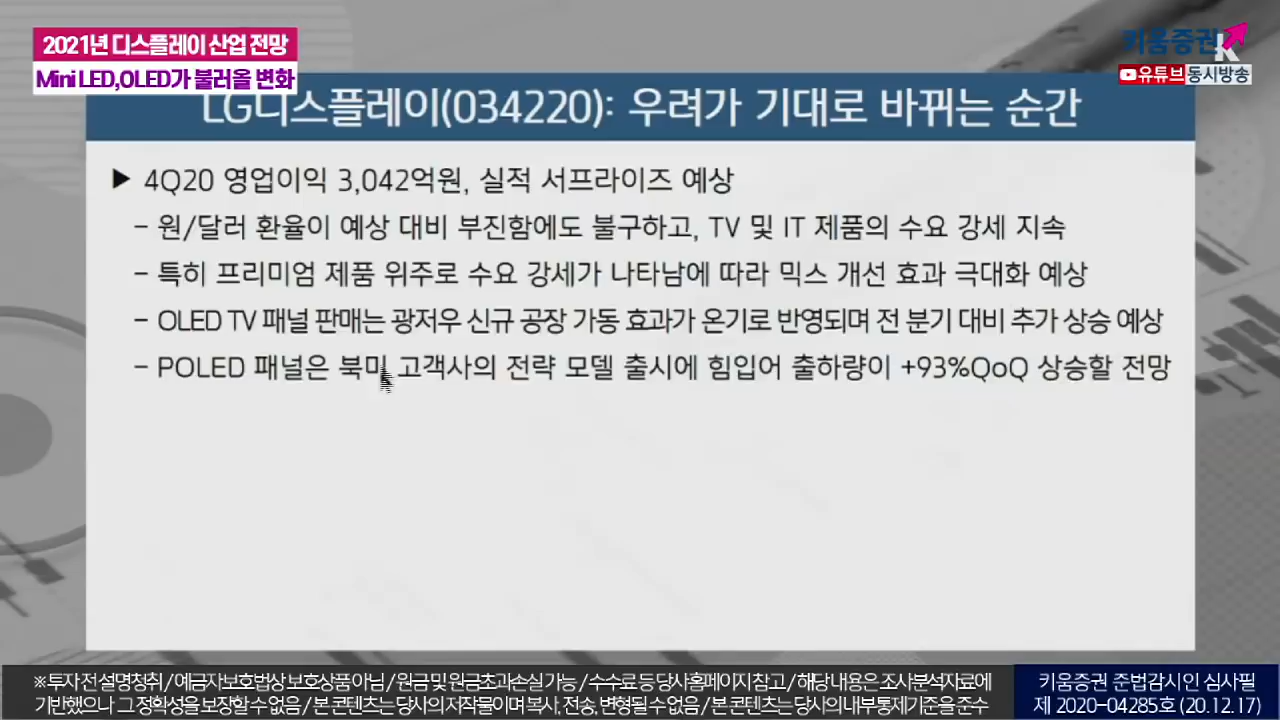 2021년 디스플레이 산업 전망
Mini LED,OLED가 불러올 변화
키움증권
유튜브 동시방송
LG디스플레이(034220): 우려가 기대로 바뀌는 순간
▶ 4Q20 영업이익 3,042억원, 실적 서프라이즈 예상
- 원/달러 환율이 예상 대비 부진함에도 불구하고, TV 및 IT 제품의 수요 강세 지속
- 특히 프리미엄 제품 위주로 수요 강세가 나타남에 따라 믹스 개선 효과 극대화 예상
- OLED TV 패널 판매는 광저우 신규 공장 가동 효과가 온기로 반영되며 전 분기 대비 추가 상승 예상
- POLED 패널은 북미 고객사의 전략 모델 출시에 힘입어 출하량이 +93%QoQ 상승할 전망
※ 투자 전 설명청취 / 예금자보호법상 보호상품 아님 / 원금 및 원금초과손실 가능 / 수수료 등 당사홈페이지 참고 / 해당 내용은 조사분석자료에
기반했으나 그 정확성을 보장할 수 없음 / 본 콘텐츠는 당사의 저작물이며 복사, 전송, 변형될 수 없음 / 본 콘텐츠는 당사의 내부통제기준을 준수
키움증권 준법감시인 심사필
제 2020-04285호 (20.12.17)